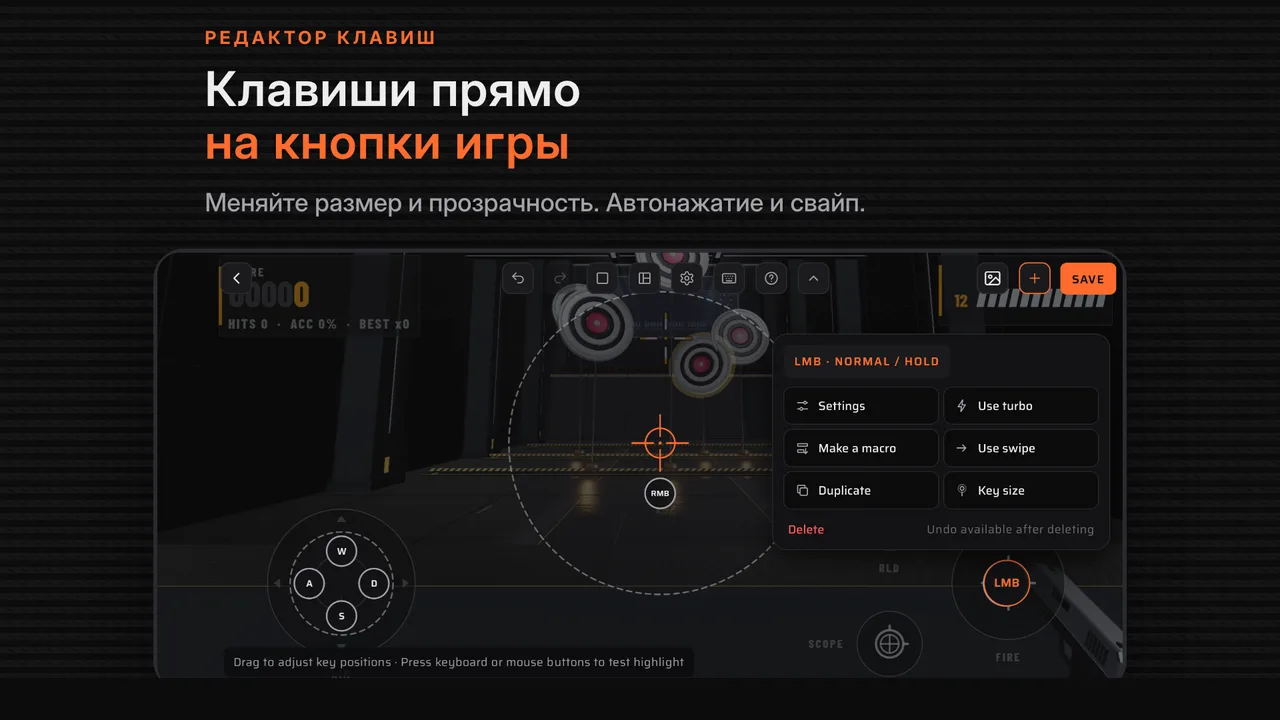 РЕДАКТОР КЛАВИШ
Клавиши прямо
на кнопки игры
Меняйте размер и прозрачность. Автонажатие и свайп.
SAVE
00000
12
HITS 0 · ACC 0% · BEST x0
LMB · NORMAL / HOLD
Settings
Use turbo
Make a macro
Use swipe
Duplicate
Key size
Delete
Undo available after deleting
RMB
W
A
D
S
RLD
LMB
SCOPE
FIRE
Drag to adjust key positions · Press keyboard or mouse buttons to test highlight